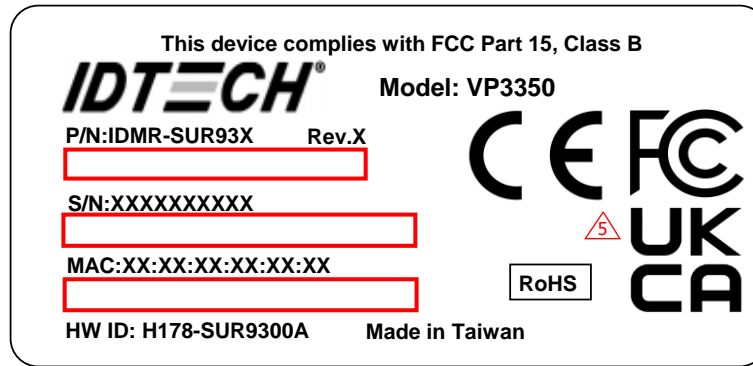 This device complies with FCC Part 15, Class B
IDTECH®
Model: VP3350
P/N:IDMR-SUR93X Rev.X
S/N:XXXXXXXXXX
MAC:XX:XX:XX:XX:XX:XX
HW ID: H178-SUR9300A Made in Taiwan
CE FC
5
UK
CA
RoHS